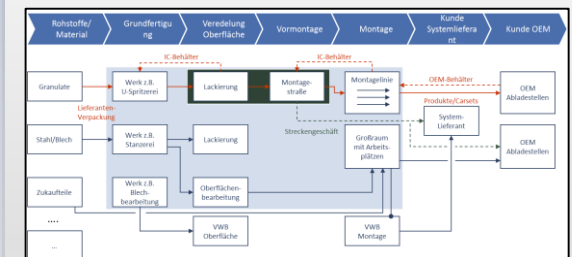 Rohstoffe/
Material
Grundfertigu
ng
Veredelung
Oberfläche
Vormontage
Montage
Kunde
Systemliefera
nt
Kunde OEM
IC-Behälter
IC-Behälter
Granulate
Werk z.B.
U-Spritzerei
Lackierung
Montage-
straße
Montagelinie
OEM-Behälter
OEM
Abladestellen
Lieferanten-
Verpackung
Produkte/Carsets
System-
Lieferant
Streckengeschäft
Stahl/Blech
Werk z.B.
Stanzerei
Lackierung
Großraum
mit Arbeits-
plätzen
OEM
Abladestellen
Zukaufteile
Werk z.B.
Blech-
bearbeitung
Oberflächen-
bearbeitung
....
...
VWB
Oberfläche
VWB
Montage